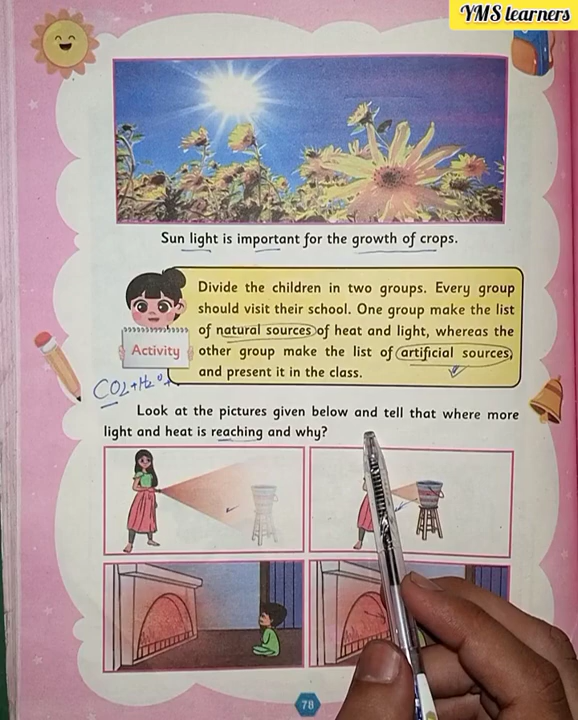 YMS learners
Sun light is important for the growth of crops.
Divide the children in two groups. Every group
should visit their school. One group make the list
of natural sources of heat and light, whereas the
other group make the list of artificial sources,
and present it in the class.
Activity
CO2+H2O+
Look at the pictures given below and tell that where more
light and heat is reaching and why?
78